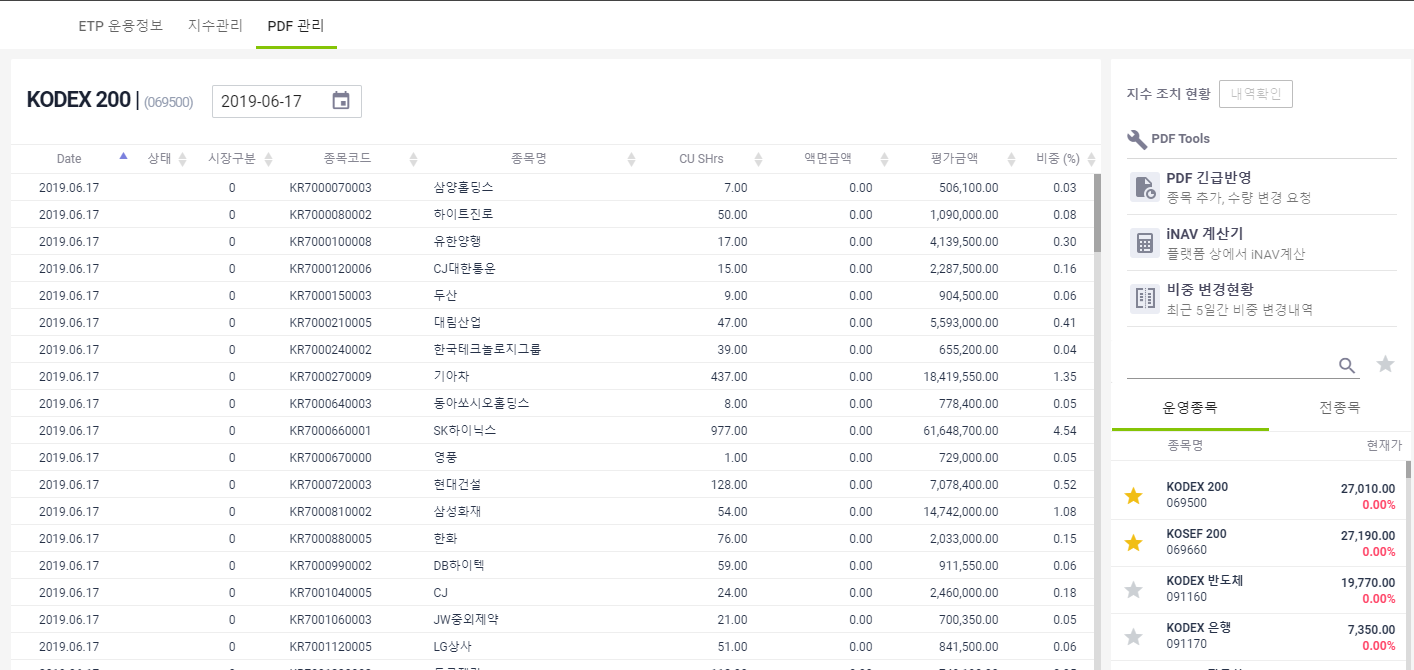 ETP 운용정보 지수관리 PDF 관리
KODEX 200 | (069500) 2019-06-17
Date 상태 시장구분 종목코드 종목명 CU SHrs 액면금액 평가금액 비중 (%)
2019.06.17 0 KR7000070003 삼양홀딩스 7.00 0.00 506,100.00 0.03
2019.06.17 0 KR7000080002 하이트진로 50.00 0.00 1,090,000.00 0.08
2019.06.17 0 KR7000100008 유한양행 17.00 0.00 4,139,500.00 0.30
2019.06.17 0 KR7000120006 CJ대한통운 15.00 0.00 2,287,500.00 0.16
2019.06.17 0 KR7000150003 두산 9.00 0.00 904,500.00 0.06
2019.06.17 0 KR7000210005 대림산업 47.00 0.00 5,593,000.00 0.41
2019.06.17 0 KR7000240002 한국테크놀로지그룹 39.00 0.00 655,200.00 0.04
2019.06.17 0 KR7000270009 기아차 437.00 0.00 18,419,550.00 1.35
2019.06.17 0 KR7000640003 동아쏘시오홀딩스 8.00 0.00 778,400.00 0.05
2019.06.17 0 KR7000660001 SK하이닉스 977.00 0.00 61,648,700.00 4.54
2019.06.17 0 KR7000670000 영풍 1.00 0.00 729,000.00 0.05
2019.06.17 0 KR7000720003 현대건설 128.00 0.00 7,078,400.00 0.52
2019.06.17 0 KR7000810002 삼성화재 54.00 0.00 14,742,000.00 1.08
2019.06.17 0 KR7000880005 한화 76.00 0.00 2,033,000.00 0.15
2019.06.17 0 KR7000990002 DB하이텍 59.00 0.00 911,550.00 0.06
2019.06.17 0 KR7001040005 CJ 24.00 0.00 2,460,000.00 0.18
2019.06.17 0 KR7001060003 JW중외제약 21.00 0.00 700,350.00 0.05
2019.06.17 0 KR7001120005 LG상사 51.00 0.00 841,500.00 0.06
지수 조치 현황 내역확인
PDF Tools
PDF 긴급반영
종목 추가, 수량 변경 요청
iNAV 계산기
플랫폼 상에서 iNAV계산
비중 변경현황
최근 5일간 비중 변경내역
운영종목 전종목
종목명 현재가
KODEX 200 27,010.00
069500 0.00%
KOSEF 200 27,190.00
069660 0.00%
KODEX 반도체 19,770.00
091160 0.00%
KODEX 은행 7,350.00
091170 0.00%